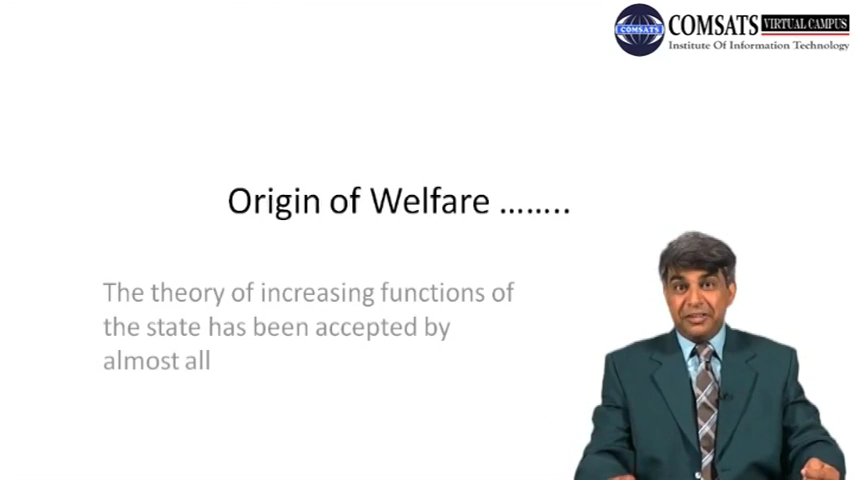 COMSATS VIRTUAL CAMPUS
COMSATS Institute Of Information Technology
Origin of Welfare ……..
The theory of increasing functions of
the state has been accepted by
almost all